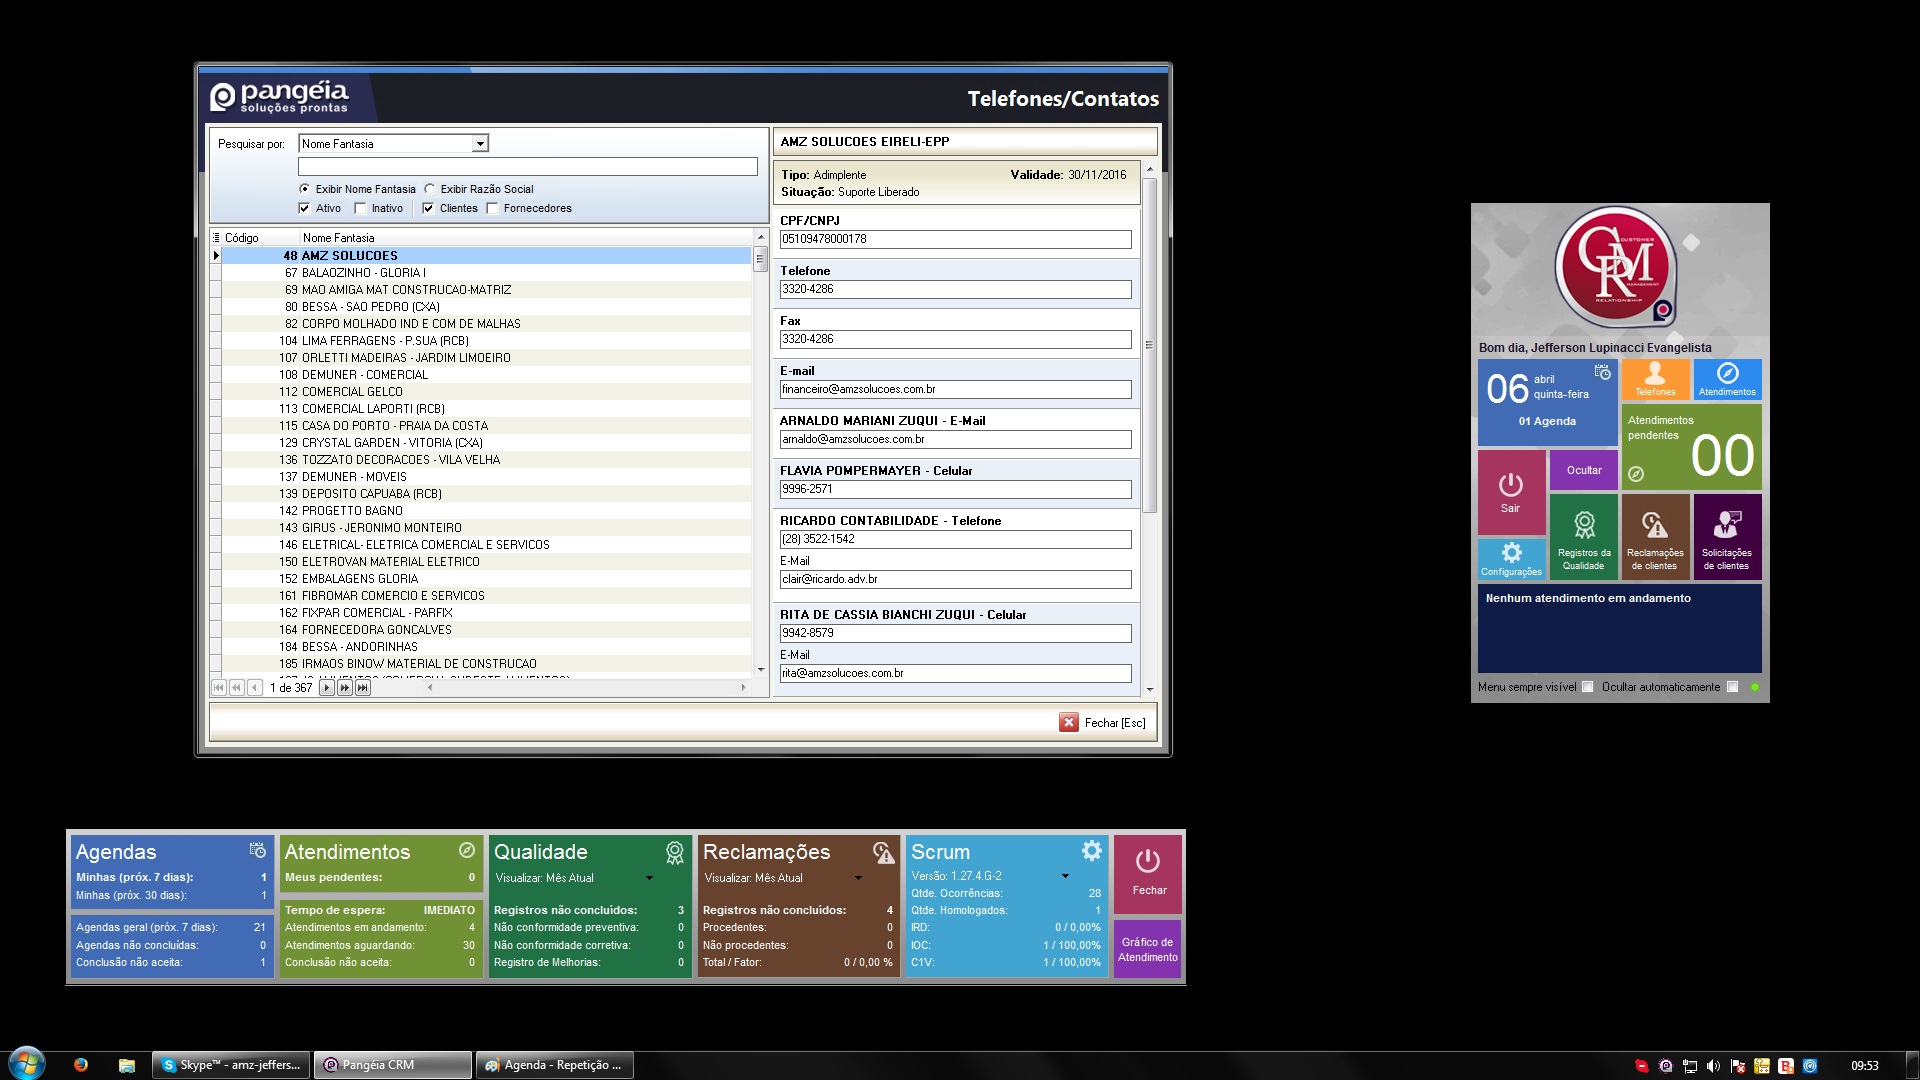 pangéia
soluções prontas
Telefones/Contatos
Pesquisar por:
Nome Fantasia
Exibir Nome Fantasia
Exibir Razão Social
Ativo
Inativo
Clientes
Fornecedores
Código
Nome Fantasia
48 AMZ SOLUCOES
67 BALAOZINHO - GLORIA I
69 MAO AMIGA MAT CONSTRUCAO-MATRIZ
80 BESSA - SAO PEDRO (CXA)
82 CORPO MOLHADO IND E COM DE MALHAS
104 LIMA FERRAGENS - P.SUA (RCB)
107 ORLETTI MADEIRAS - JARDIM LIMOEIRO
108 DEMUNER - COMERCIAL
112 COMERCIAL GELCO
113 COMERCIAL LAPORTI (RCB)
115 CASA DO PORTO - PRAIA DA COSTA
129 CRYSTAL GARDEN - VITORIA (CXA)
136 TOZZATO DECORACOES - VILA VELHA
137 DEMUNER - MOVEIS
139 DEPOSITO CAPUABA (RCB)
142 PROGETTO BAGNO
143 GIRUS - JERONIMO MONTEIRO
146 ELETRICAL- ELETRICA COMERCIAL E SERVICOS
150 ELETROVAN MATERIAL ELETRICO
152 EMBALAGENS GLORIA
161 FIBROMAR COMERCIO E SERVICOS
162 FIXPAR COMERCIAL - PARFIX
164 FORNECEDORA GONCALVES
184 BESSA - ANDORINHAS
185 IRMAOS BINOW MATERIAL DE CONSTRUCAO
1 de 367
AMZ SOLUCOES EIRELI-EPP
Tipo: Adimplente
Validade: 30/11/2016
Situação: Suporte Liberado
CPF/CNPJ
05109478000178
Telefone
3320-4286
Fax
3320-4286
E-mail
financeiro@amzsolucoes.com.br
ARNALDO MARIANI ZUQUI - E-Mail
arnaldo@amzsolucoes.com.br
FLAVIA POMPERMAYER - Celular
9996-2571
RICARDO CONTABILIDADE - Telefone
(28) 3522-1542
E-Mail
clair@ricardo.adv.br
RITA DE CASSIA BIANCHI ZUQUI - Celular
9942-8579
E-Mail
rita@amzsolucoes.com.br
Fechar [Esc]
CRM
CUSTOMER
MANAGEMENT
RELATIONSHIP
Bom dia, Jefferson Lupinacci Evangelista
06
abril
quinta-feira
01 Agenda
Telefones
Atendimentos
Atendimentos
pendentes
00
Sair
Ocultar
Configurações
Registros da
Qualidade
Reclamações
de clientes
Solicitações
de clientes
Nenhum atendimento em andamento
Menu sempre visível
Ocultar automaticamente
Agendas
Minhas (próx. 7 dias): 1
Minhas (próx. 30 dias): 1
Agendas geral (próx. 7 dias): 21
Agendas não concluídas: 0
Conclusão não aceita: 1
Atendimentos
Meus pendentes: 0
Tempo de espera: IMEDIATO
Atendimentos em andamento: 4
Atendimentos aguardando: 30
Conclusão não aceita: 0
Qualidade
Visualizar: Mês Atual
Registros não concluídos: 3
Não conformidade preventiva: 0
Não conformidade corretiva: 0
Registro de Melhorias: 0
Reclamações
Visualizar: Mês Atual
Registros não concluídos: 4
Procedentes: 0
Não procedentes: 0
Total / Fator: 0 / 0,00 %
Scrum
Versão: 1.27.4.G-2
Qtde. Ocorrências: 28
Qtde. Homologados: 1
IRD: 0 / 0,00%
IOC: 1 / 100,00%
C1V: 1 / 100,00%
Fechar
Gráfico de
Atendimento
Skype™ - amz-jeffers...
Pangéia CRM
Agenda - Repetição ...
09:53